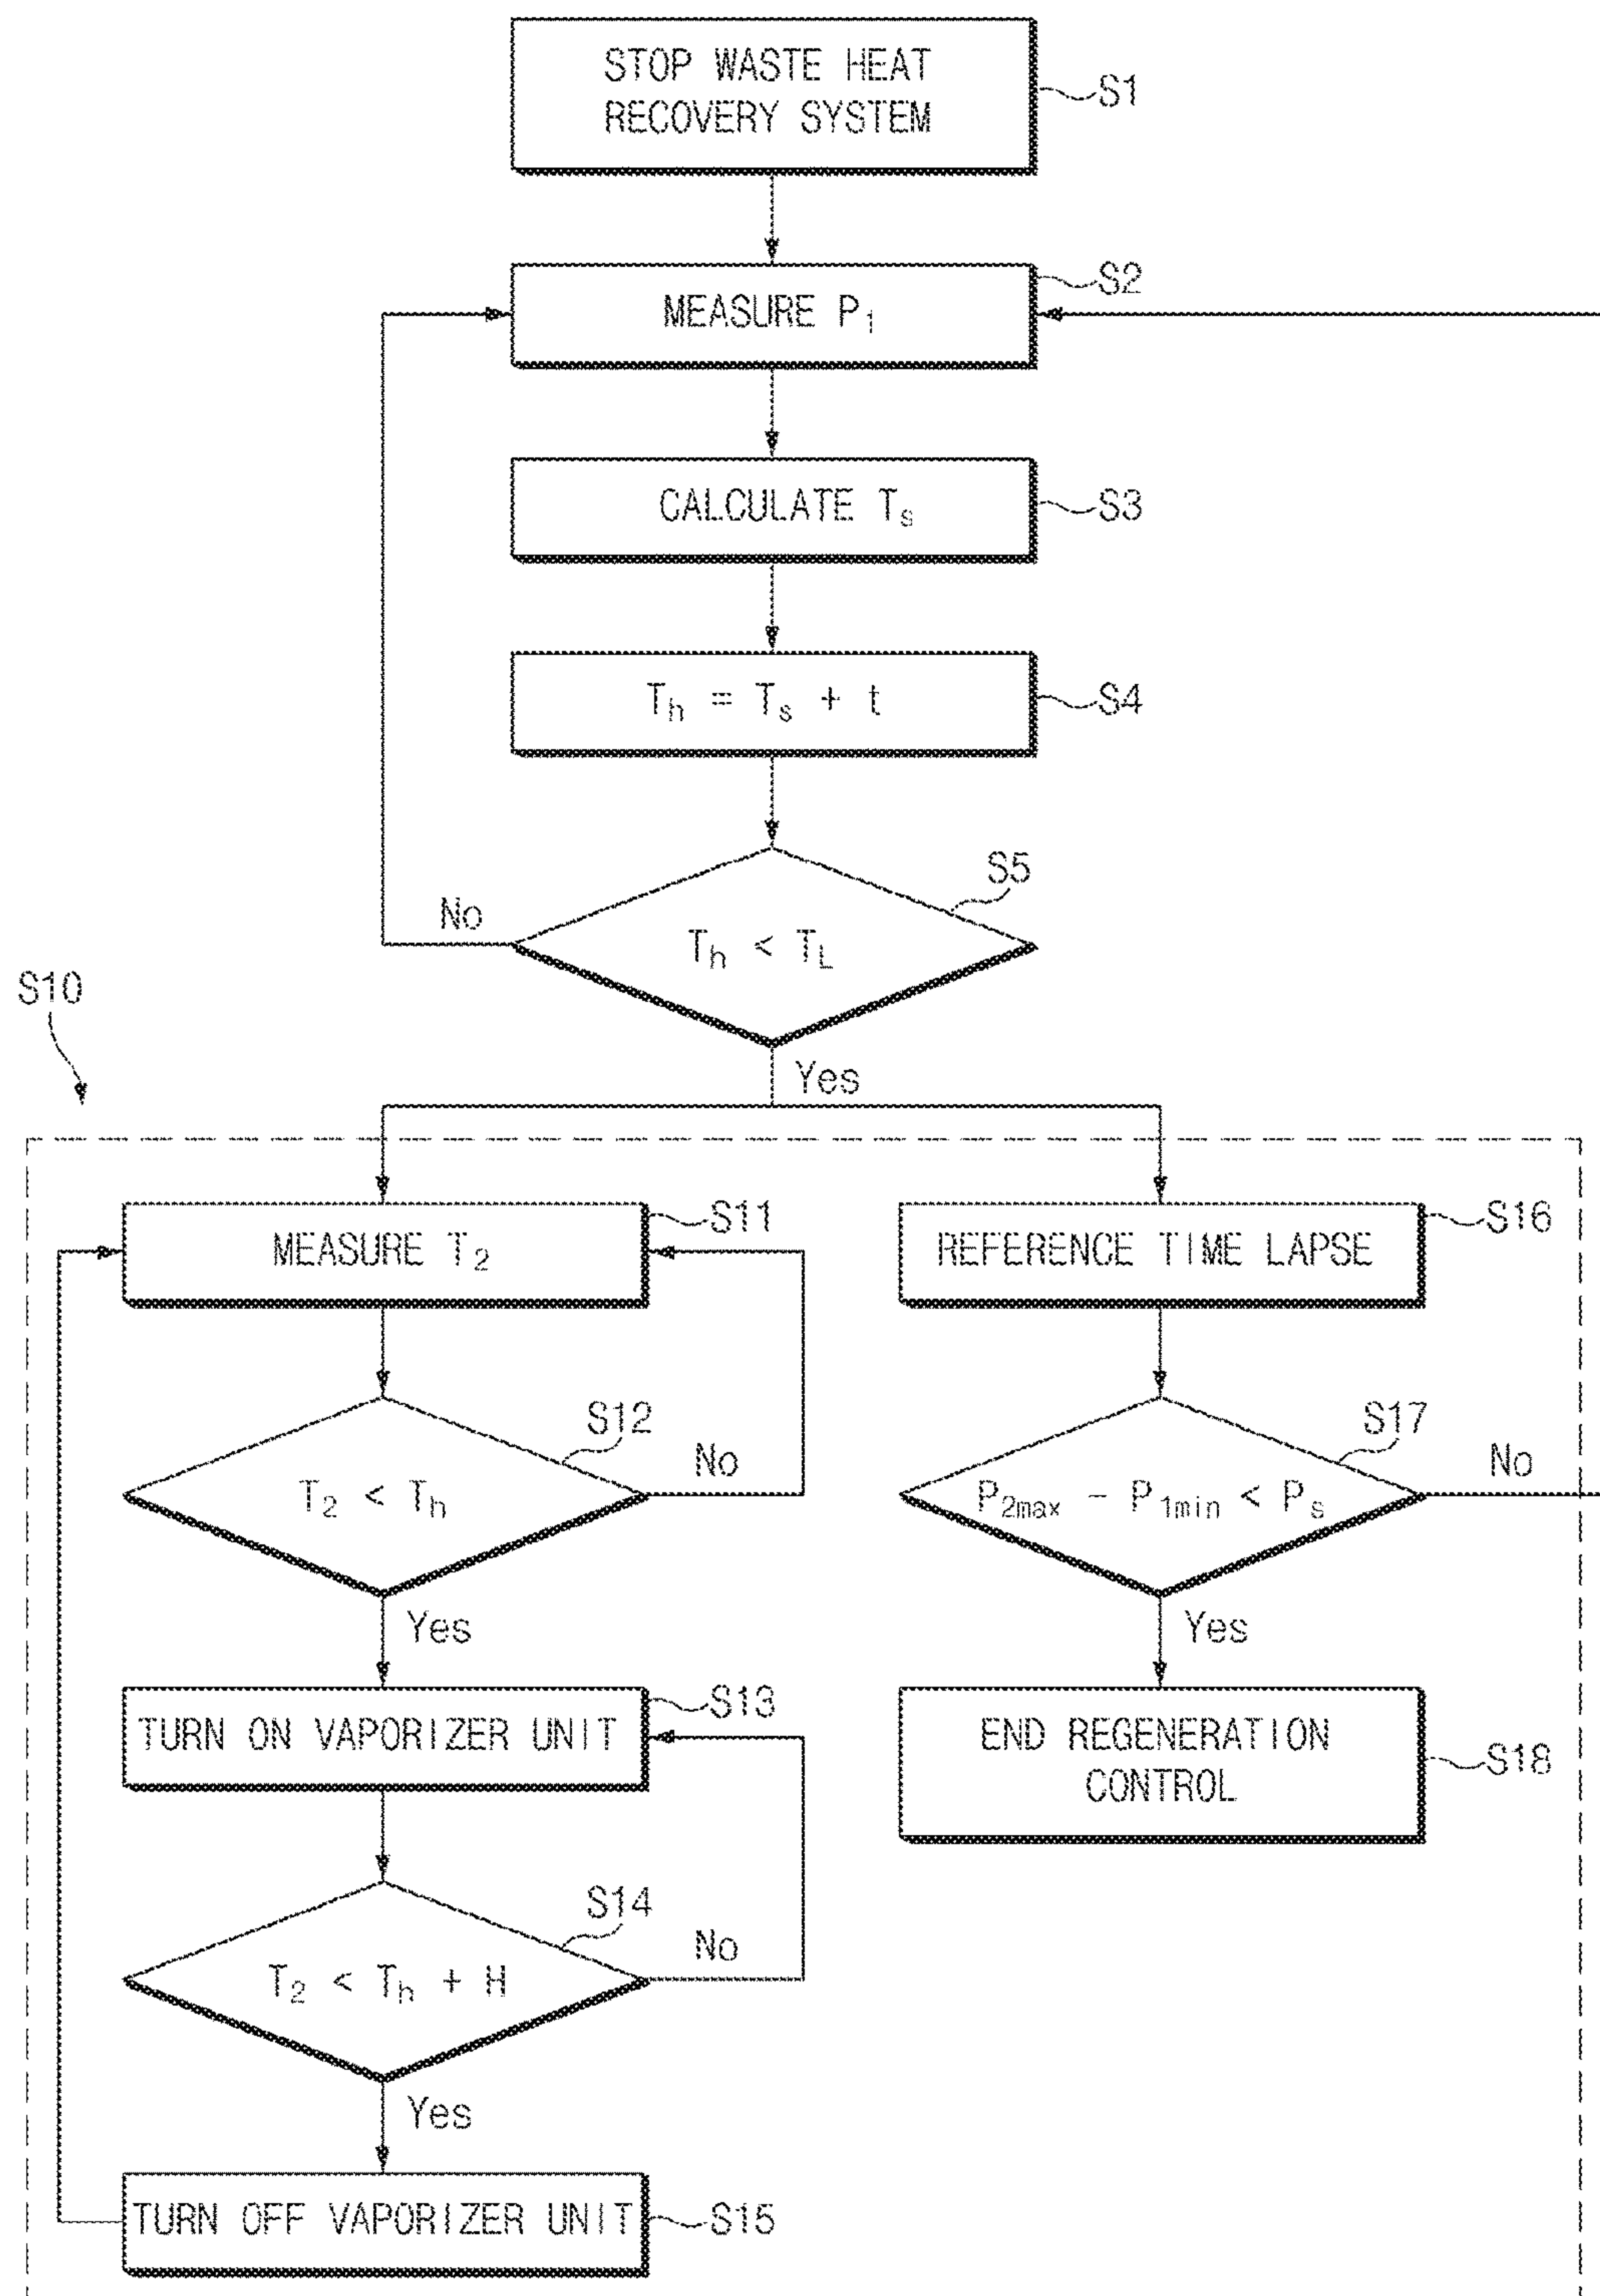 STOP WASTE HEAT
RECOVERY SYSTEM
S1
S2
MEASURE P1
CALCULATE Ts
S3
Th = Ts + t
S4
S5
No
Th < TL
S10
Yes
S11
MEASURE T2
S16
REFERENCE TIME LAPSE
S12
No
T2 < Th
S17
No
P2max - P1min < Ps
Yes
Yes
S13
TURN ON VAPORIZER UNIT
END REGENERATION
CONTROL
S18
S14
No
T2 < Th + H
Yes
TURN OFF VAPORIZER UNIT
S15